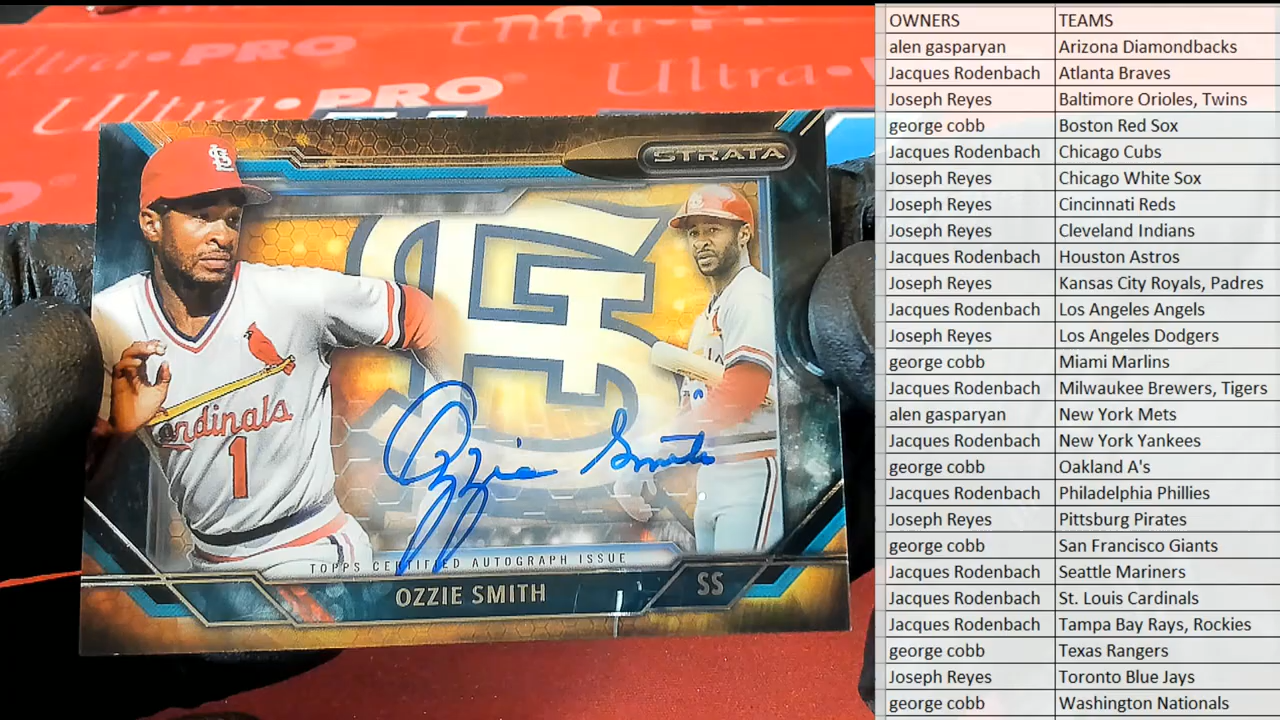 Ultra•PRO
Ultra•PRO
Ultra•PRO
STRATA
Cardinals
1
Ozzie Smith
TOPPS CERTIFIED AUTOGRAPH ISSUE
OZZIE SMITH
SS
OWNERS TEAMS
alen gasparyan Arizona Diamondbacks
Jacques Rodenbach Atlanta Braves
Joseph Reyes Baltimore Orioles, Twins
george cobb Boston Red Sox
Jacques Rodenbach Chicago Cubs
Joseph Reyes Chicago White Sox
Joseph Reyes Cincinnati Reds
Joseph Reyes Cleveland Indians
Jacques Rodenbach Houston Astros
Joseph Reyes Kansas City Royals, Padres
Jacques Rodenbach Los Angeles Angels
Joseph Reyes Los Angeles Dodgers
george cobb Miami Marlins
Jacques Rodenbach Milwaukee Brewers, Tigers
alen gasparyan New York Mets
Jacques Rodenbach New York Yankees
george cobb Oakland A's
Jacques Rodenbach Philadelphia Phillies
Joseph Reyes Pittsburg Pirates
george cobb San Francisco Giants
Jacques Rodenbach Seattle Mariners
Jacques Rodenbach St. Louis Cardinals
Jacques Rodenbach Tampa Bay Rays, Rockies
george cobb Texas Rangers
Joseph Reyes Toronto Blue Jays
george cobb Washington Nationals